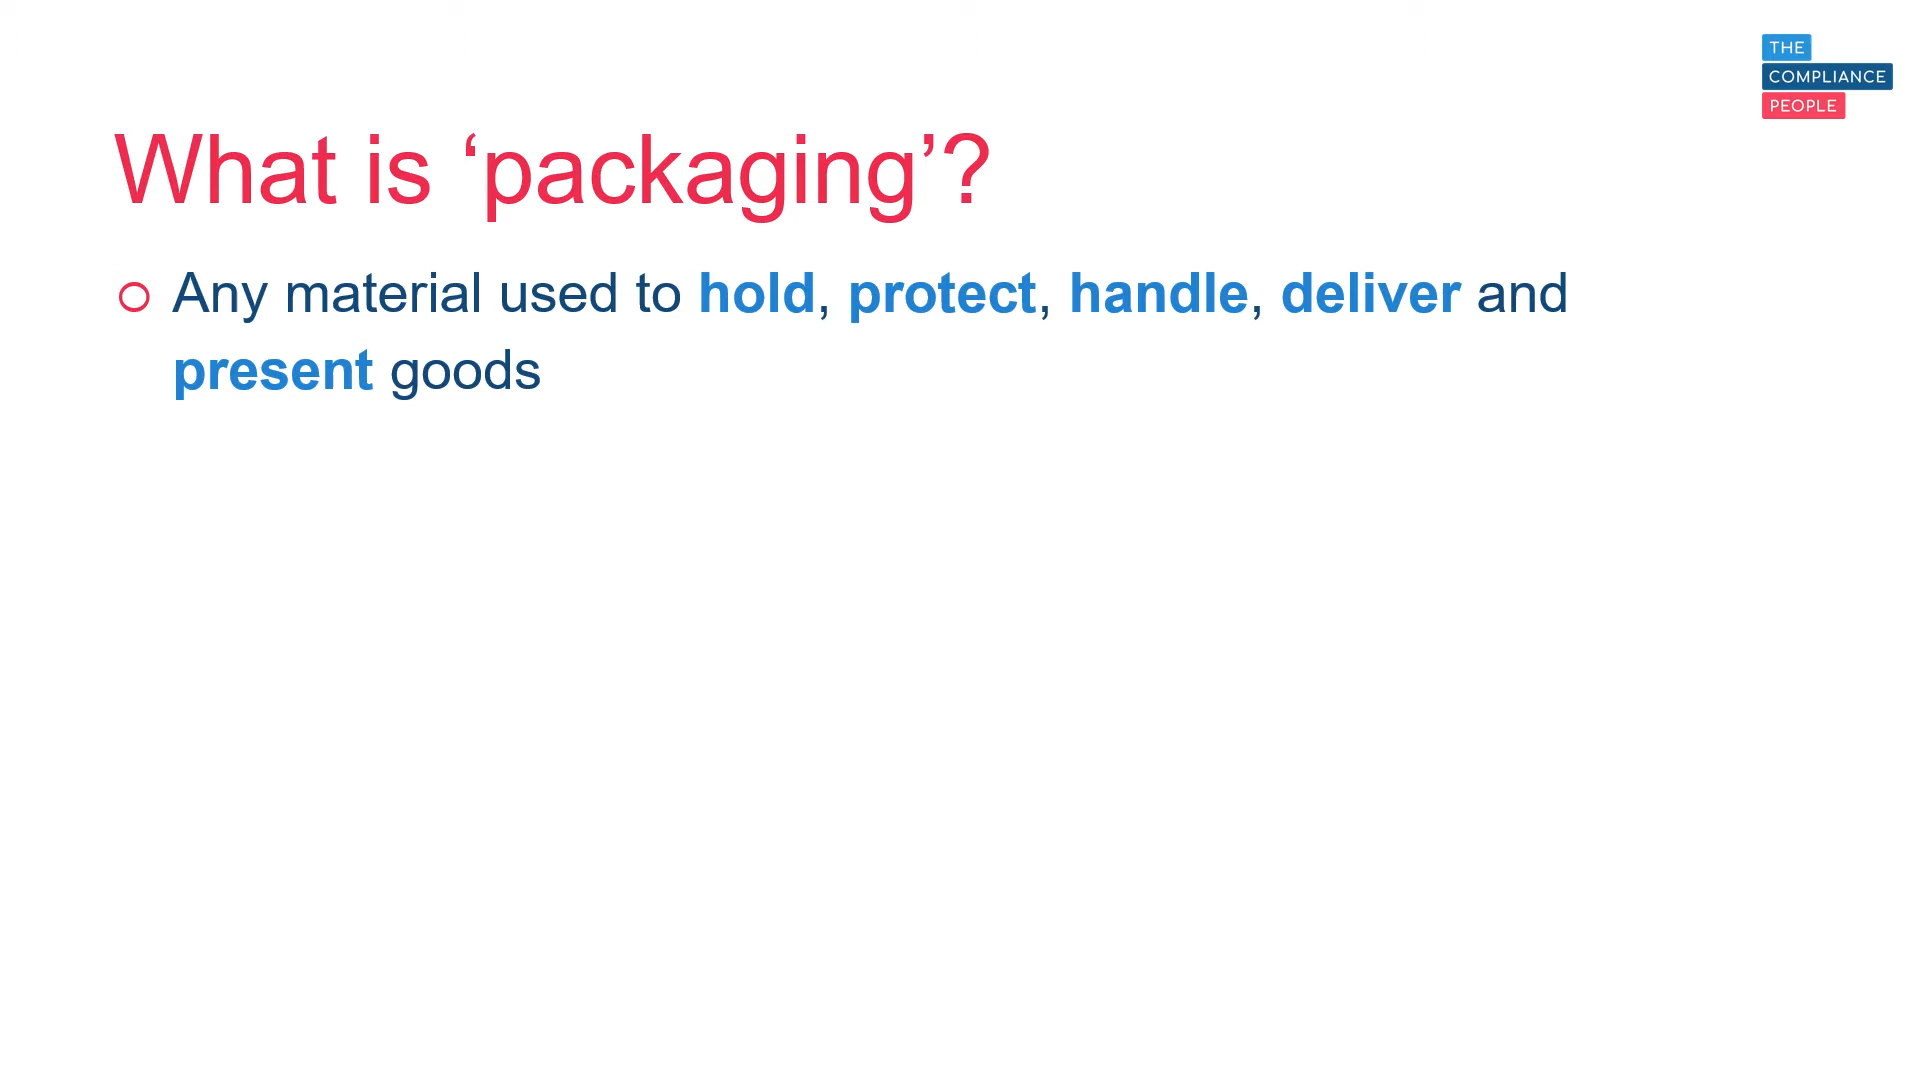 THE
COMPLIANCE
PEOPLE
What is ‘packaging’?
Any material used to hold, protect, handle, deliver and
present goods